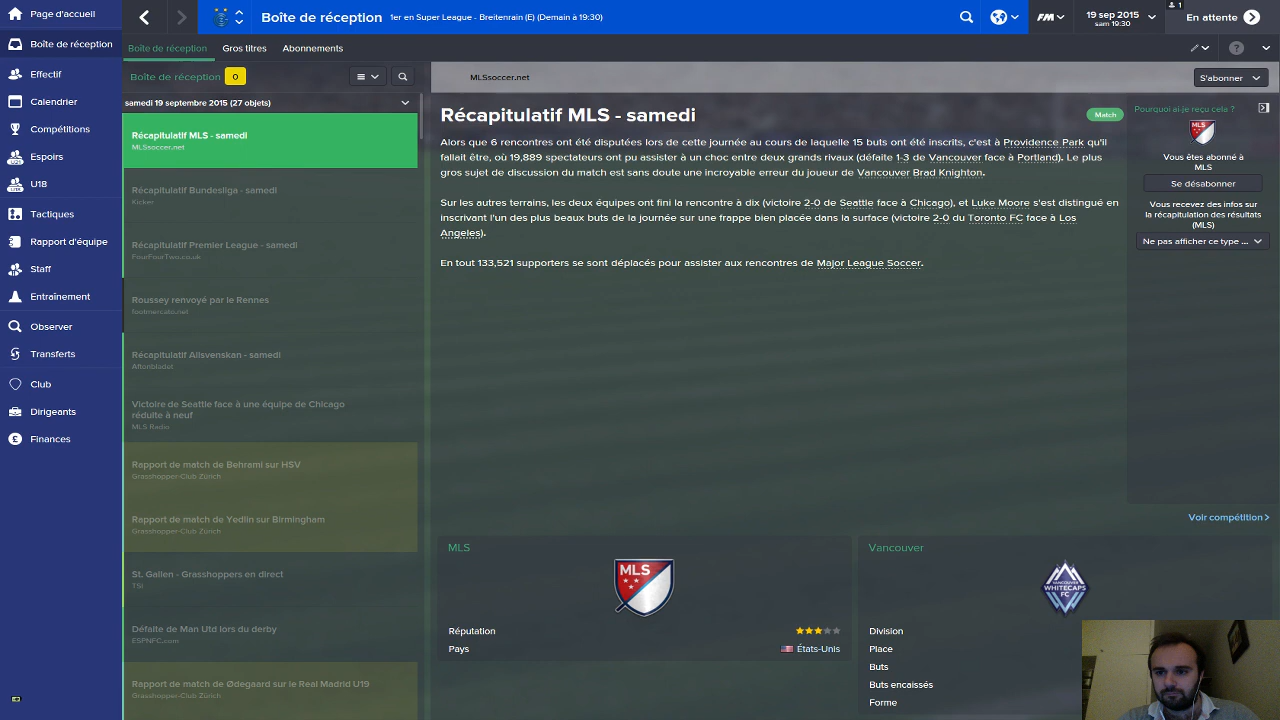 Page d'accueil
Boîte de réception
1er en Super League - Breitenrain (E) (Demain à 19:30)
FM
19 sep 2015
sam 19:30
1
En attente
Boîte de réception
Effectif
Calendrier
Compétitions
Espoirs
U18
Tactiques
Rapport d'équipe
Staff
Entraînement
Observer
Transferts
Club
Dirigeants
Finances
Boîte de réception
Gros titres
Abonnements
?
Boîte de réception
0
samedi 19 septembre 2015 (27 objets)
Récapitulatif MLS - samedi
MLSsoccer.net
Récapitulatif Bundesliga - samedi
Kicker
Récapitulatif Premier League - samedi
FourFourTwo.co.uk
Roussey renvoyé par le Rennes
footmercato.net
Récapitulatif Allsvenskan - samedi
Aftonbladet
Victoire de Seattle face à une équipe de Chicago
réduite à neuf
MLS Radio
Rapport de match de Behrami sur HSV
Grasshopper-Club Zürich
Rapport de match de Yedlin sur Birmingham
Grasshopper-Club Zürich
St. Gallen - Grasshoppers en direct
TSI
Défaite de Man Utd lors du derby
ESPNFC.com
Rapport de match de Ødegaard sur le Real Madrid U19
Grasshopper-Club Zürich
MLSsoccer.net
S'abonner
Récapitulatif MLS - samedi
Match
Alors que 6 rencontres ont été disputées lors de cette journée au cours de laquelle 15 buts ont été inscrits, c'est à Providence Park qu'il
fallait être, où 19,889 spectateurs ont pu assister à un choc entre deux grands rivaux (défaite 1-3 de Vancouver face à Portland). Le plus
gros sujet de discussion du match est sans doute une incroyable erreur du joueur de Vancouver Brad Knighton.
Sur les autres terrains, les deux équipes ont fini la rencontre à dix (victoire 2-0 de Seattle face à Chicago), et Luke Moore s'est distingué en
inscrivant l'un des plus beaux buts de la journée sur une frappe bien placée dans la surface (victoire 2-0 du Toronto FC face à Los
Angeles).
En tout 133,521 supporters se sont déplacés pour assister aux rencontres de Major League Soccer.
Pourquoi ai-je reçu cela ?
MLS
Vous êtes abonné à
MLS
Se désabonner
Vous recevez des infos sur
la récapitulation des résultats
(MLS)
Ne pas afficher ce type ...
Voir compétition >
MLS
MLS
Réputation
Pays
États-Unis
Vancouver
VANCOUVER
WHITECAPS
FC
Division
Place
Buts
Buts encaissés
Forme